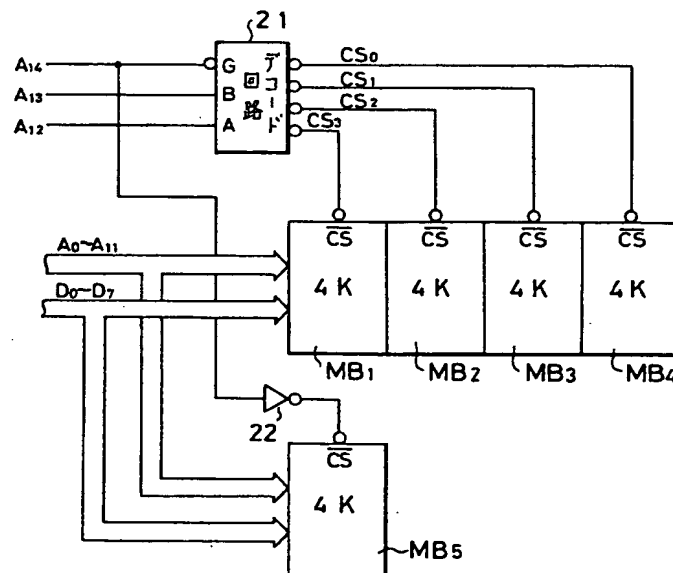 21
A14
G
デコード
回路
CS0
A13
B
CS1
CS2
A12
A
CS3
CS
CS
CS
CS
A0~A11
4K
4K
4K
4K
D0~D7
MB1
MB2
MB3
MB4
22
CS
4K
MB5